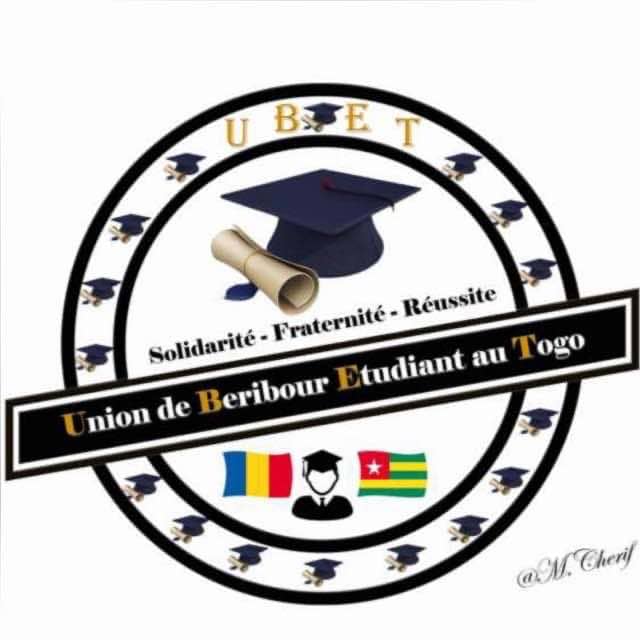 U B E T
Solidarité - Fraternité - Réussite
Union de Beribour Etudiant au Togo
@M. Cherif